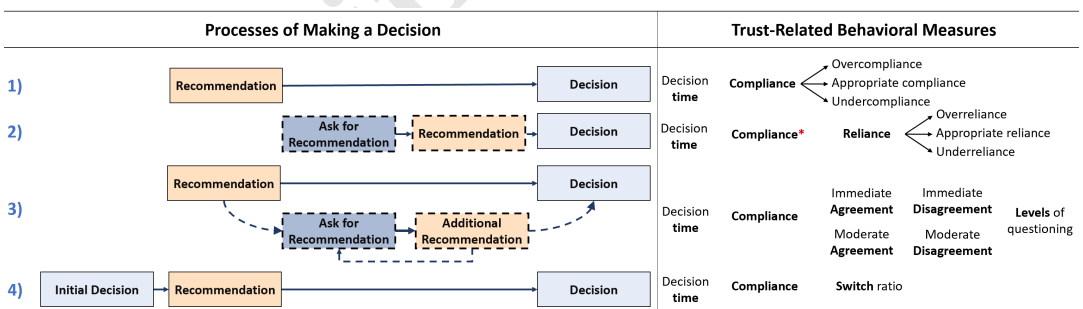 Processes of Making a Decision
Trust-Related Behavioral Measures
1)
Recommendation
Decision
Decision
time
Compliance
Overcompliance
Appropriate compliance
Undercompliance
2)
Ask for
Recommendation
Recommendation
Decision
Decision
time
Compliance*
Reliance
Overreliance
Appropriate reliance
Underreliance
3)
Recommendation
Decision
Ask for
Recommendation
Additional
Recommendation
Decision
time
Compliance
Immediate
Agreement
Immediate
Disagreement
Moderate
Agreement
Moderate
Disagreement
Levels of
questioning
4)
Initial Decision
Recommendation
Decision
Decision
time
Compliance
Switch ratio